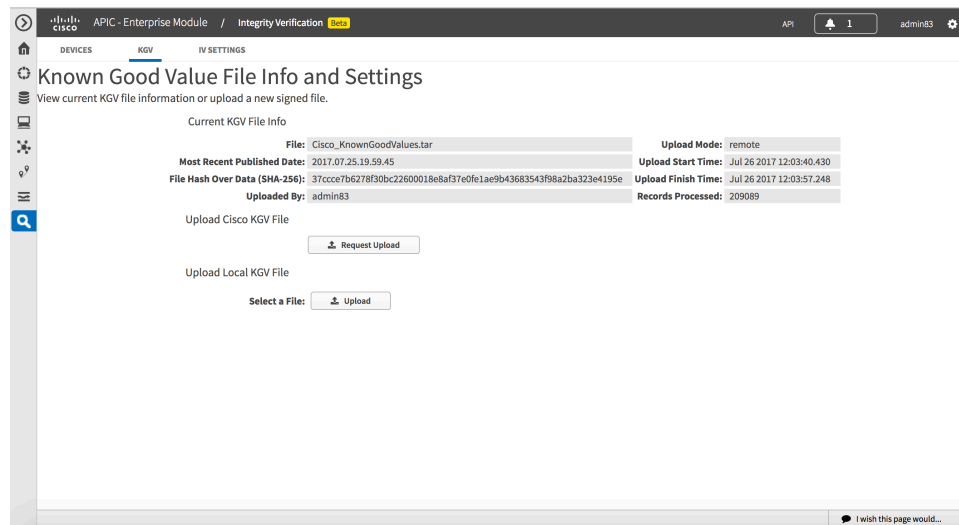 CISCO APIC - Enterprise Module / Integrity Verification Beta API 1 admin83
DEVICES KGV IV SETTINGS
Known Good Value File Info and Settings
View current KGV file information or upload a new signed file.
Current KGV File Info
File: Cisco_KnownGoodValues.tar Upload Mode: remote
Most Recent Published Date: 2017.07.25.19.59.45 Upload Start Time: Jul 26 2017 12:03:40.430
File Hash Over Data (SHA-256): 37ccce7b6278f30bc22600018e8af37e0fe1ae9b43683543f98a2ba323e4195e Upload Finish Time: Jul 26 2017 12:03:57.248
Uploaded By: admin83 Records Processed: 209089
Upload Cisco KGV File
Request Upload
Upload Local KGV File
Select a File: Upload
I wish this page would...